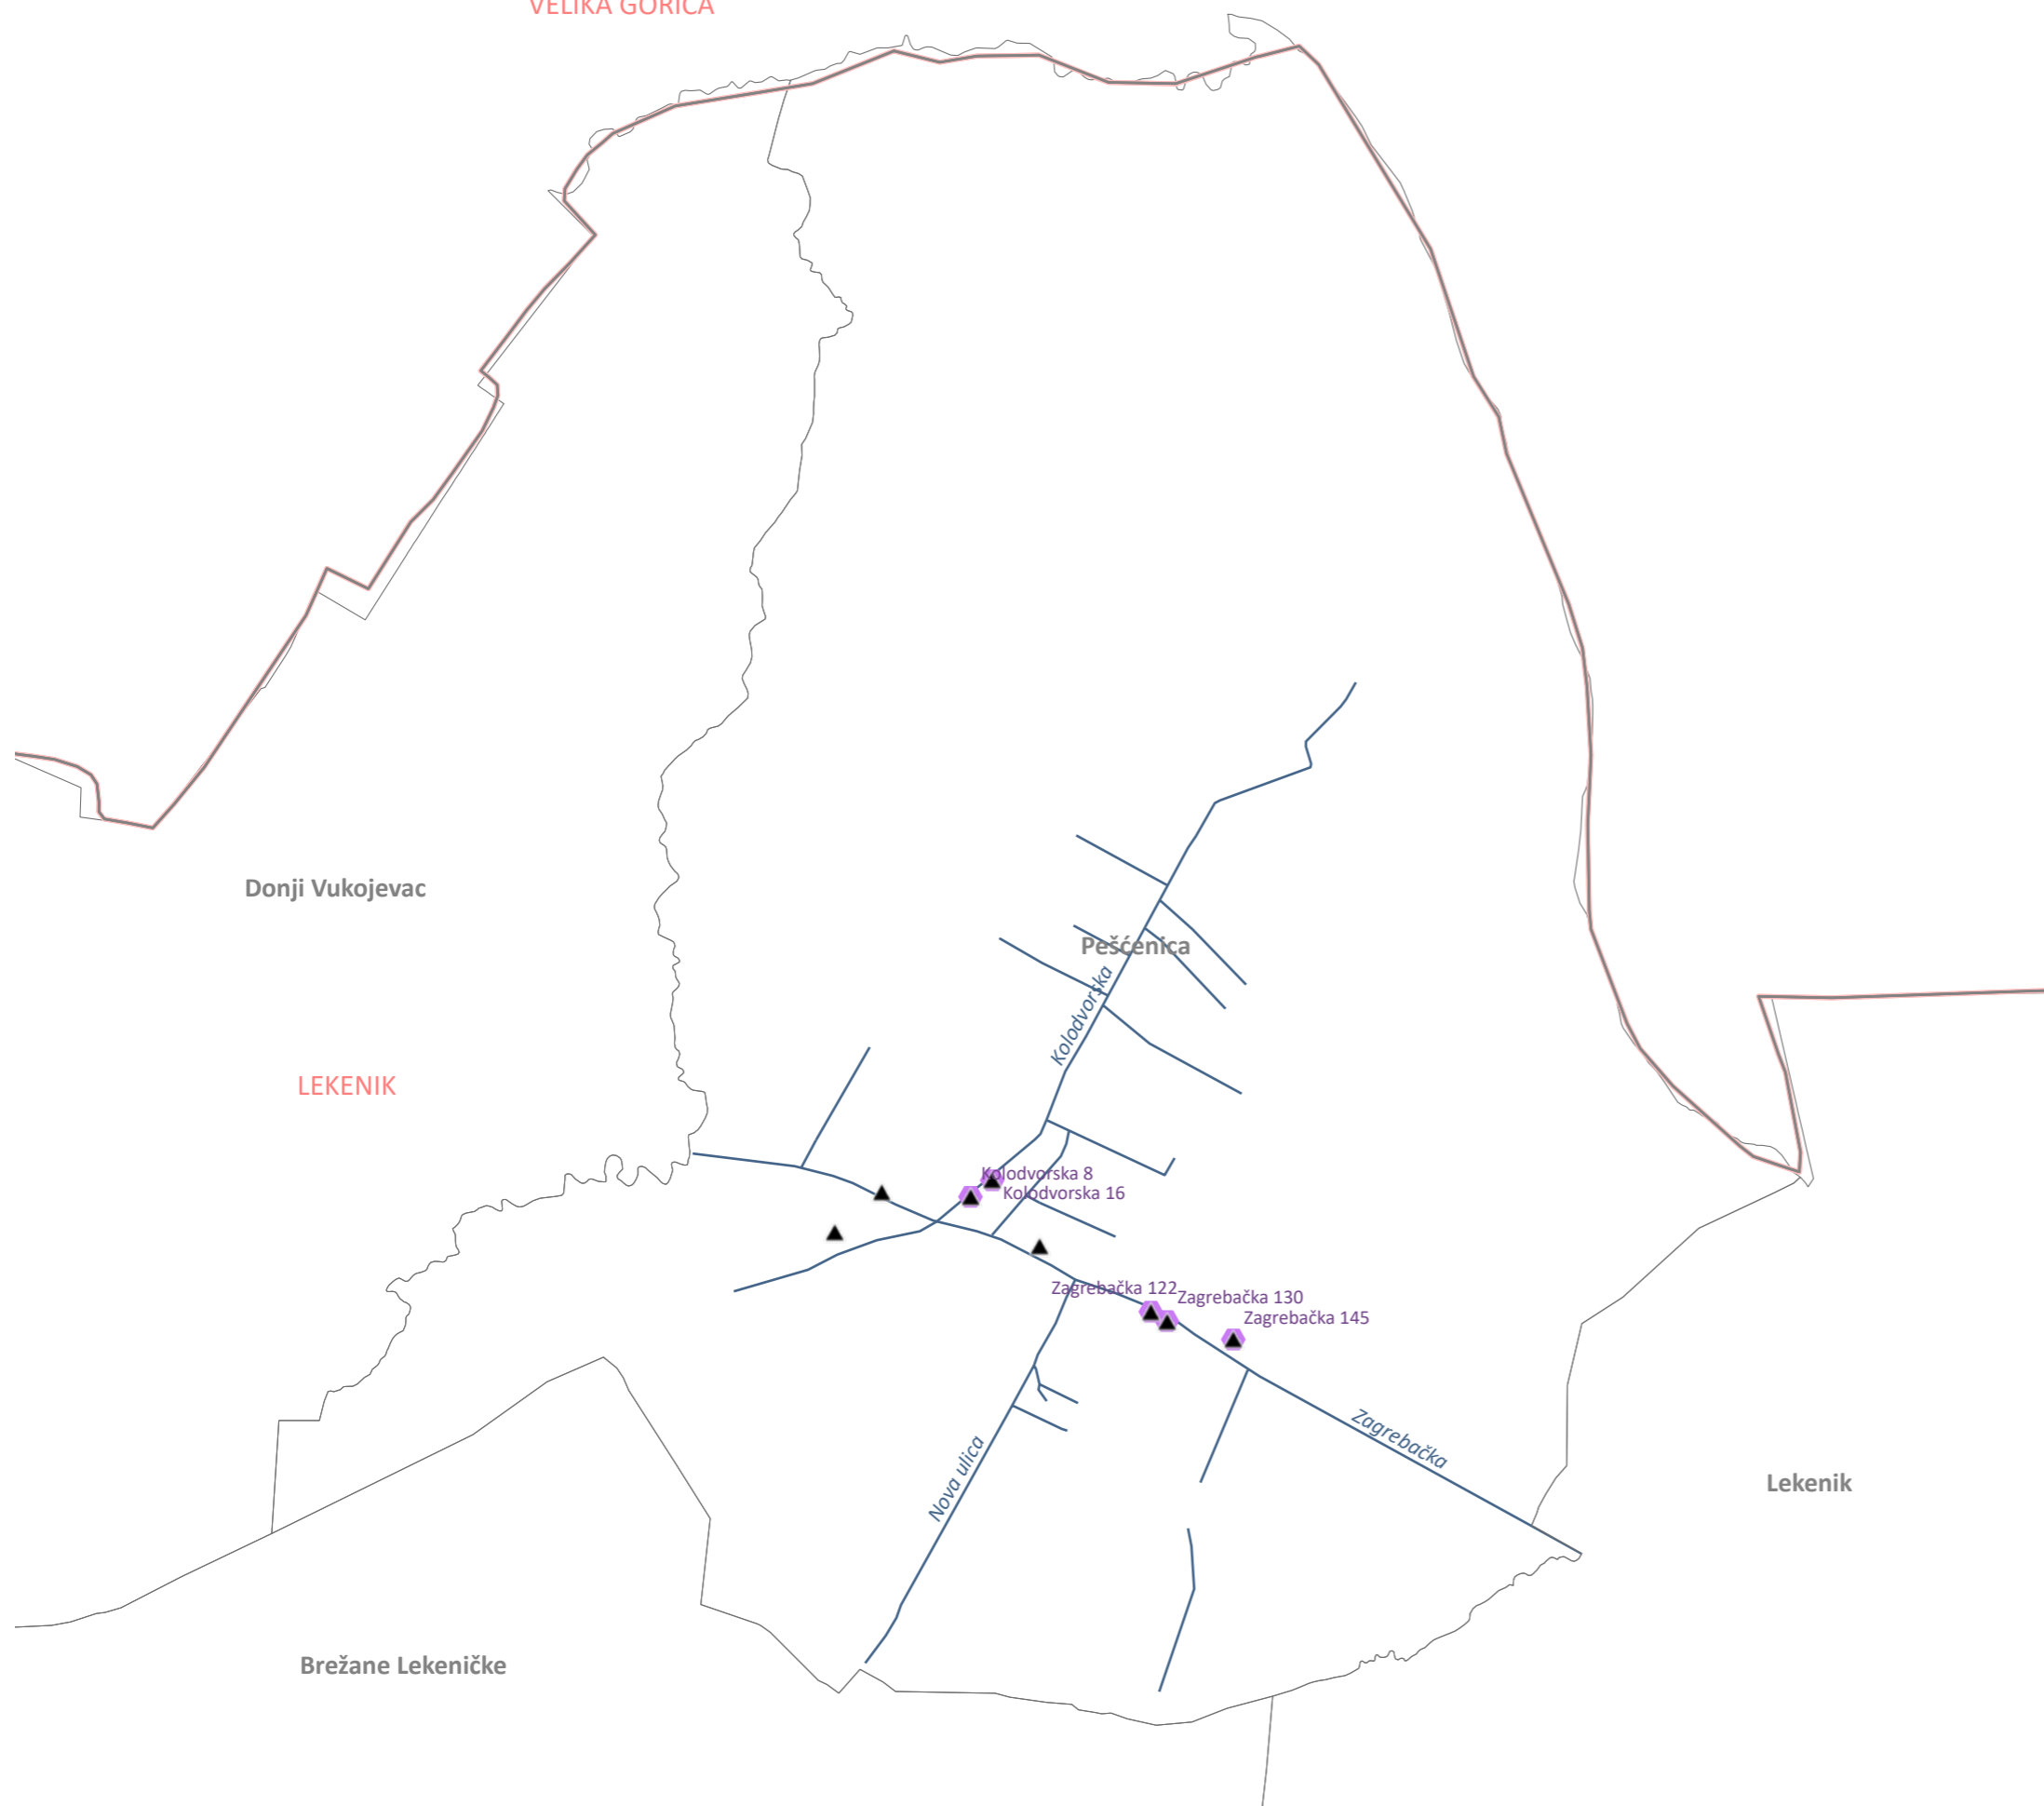 VELIKA GORICA
Donji Vukojevac
Pešćenica
Kolodvorska
LEKENIK
Kolodvorska 8
Kolodvorska 16
Zagrebačka 122
Zagrebačka 130
Zagrebačka 145
Zagrebačka
Nova ulica
Lekenik
Brežane Lekeničke